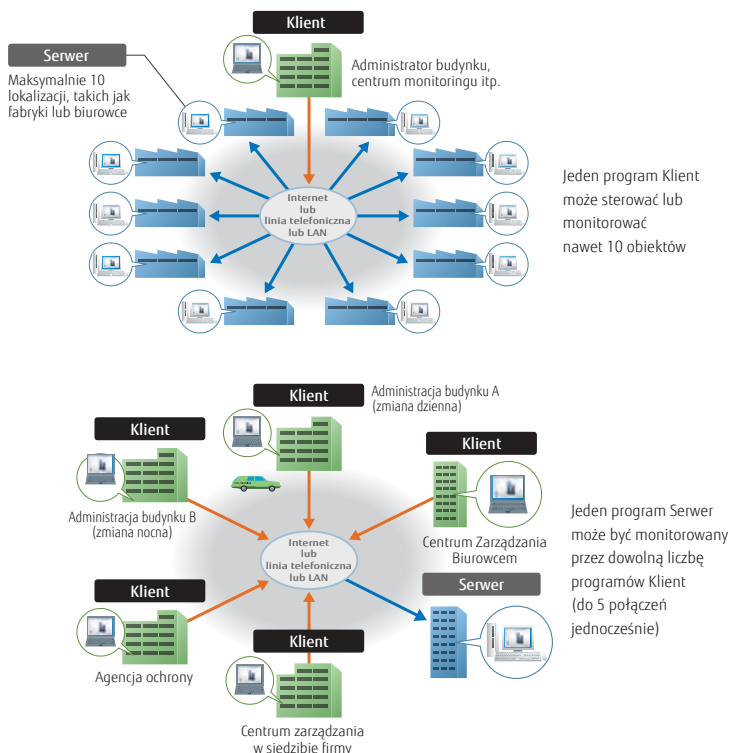 Klient
Serwer
Administrator budynku,
centrum monitoringu itp.
Maksymalnie 10
lokalizacji, takich jak
fabryki lub biurowce
Internet
lub
linia telefoniczna
lub LAN
Jeden program Klient
może sterować lub
monitorować
nawet 10 obiektów
Klient
Administracja budynku A
(zmiana dzienna)
Klient
Administracja budynku B
(zmiana nocna)
Klient
Centrum Zarządzania
Biurowcem
Internet
lub
linia telefoniczna
lub LAN
Jeden program Serwer
może być monitorowany
przez dowolną liczbę
programów Klient
(do 5 połączeń
jednocześnie)
Klient
Agencja ochrony
Serwer
Klient
Centrum zarządzania
w siedzibie firmy